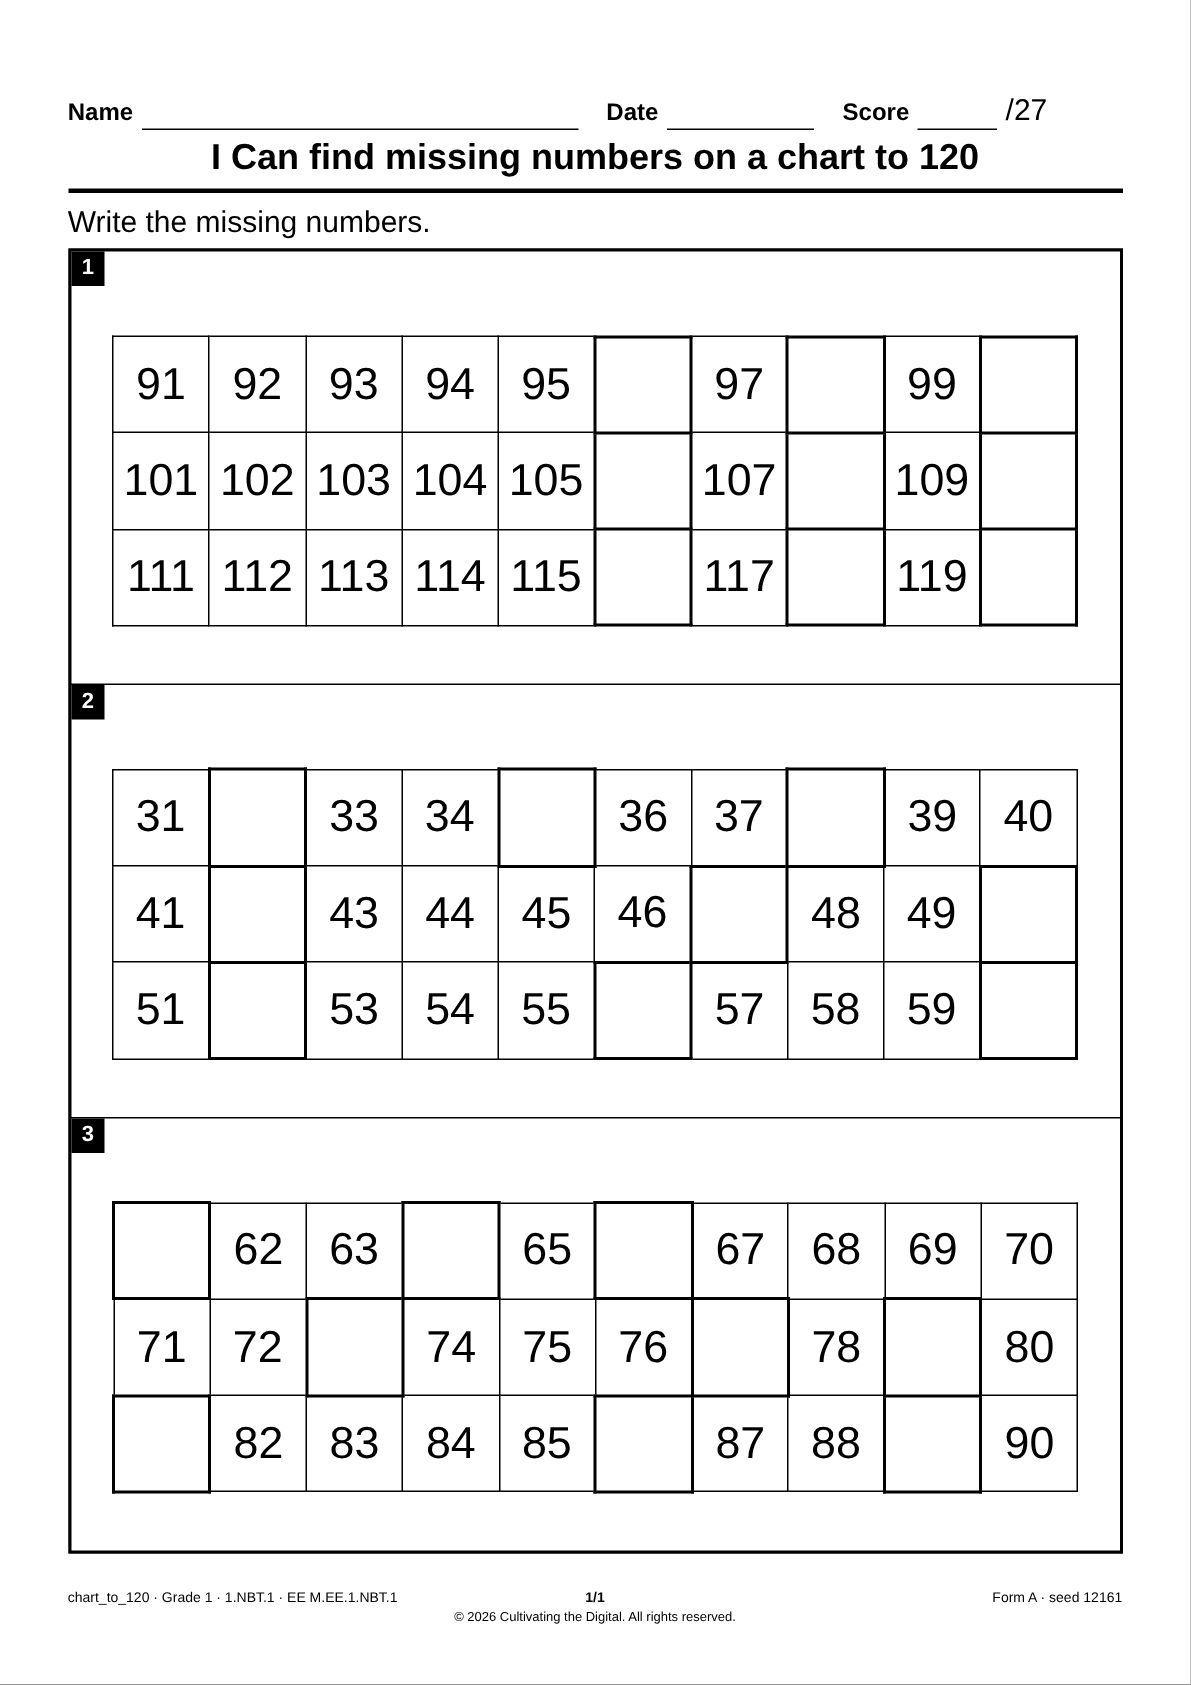 Name Date Score /27
I Can find missing numbers on a chart to 120
Write the missing numbers.
1
91 92 93 94 95 97 99
101 102 103 104 105 107 109
111 112 113 114 115 117 119
2
31 33 34 36 37 39 40
41 43 44 45 46 48 49
51 53 54 55 57 58 59
3
62 63 65 67 68 69 70
71 72 74 75 76 78 80
82 83 84 85 87 88 90
chart_to_120 · Grade 1 · 1.NBT.1 · EE M.EE.1.NBT.1 1/1 Form A · seed 12161
© 2026 Cultivating the Digital. All rights reserved.